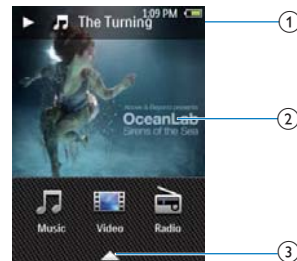 1:09 PM
The Turning
1
Above & Beyond presents
OceanLab
2
Sirens of the Sea
Music Video Radio
3